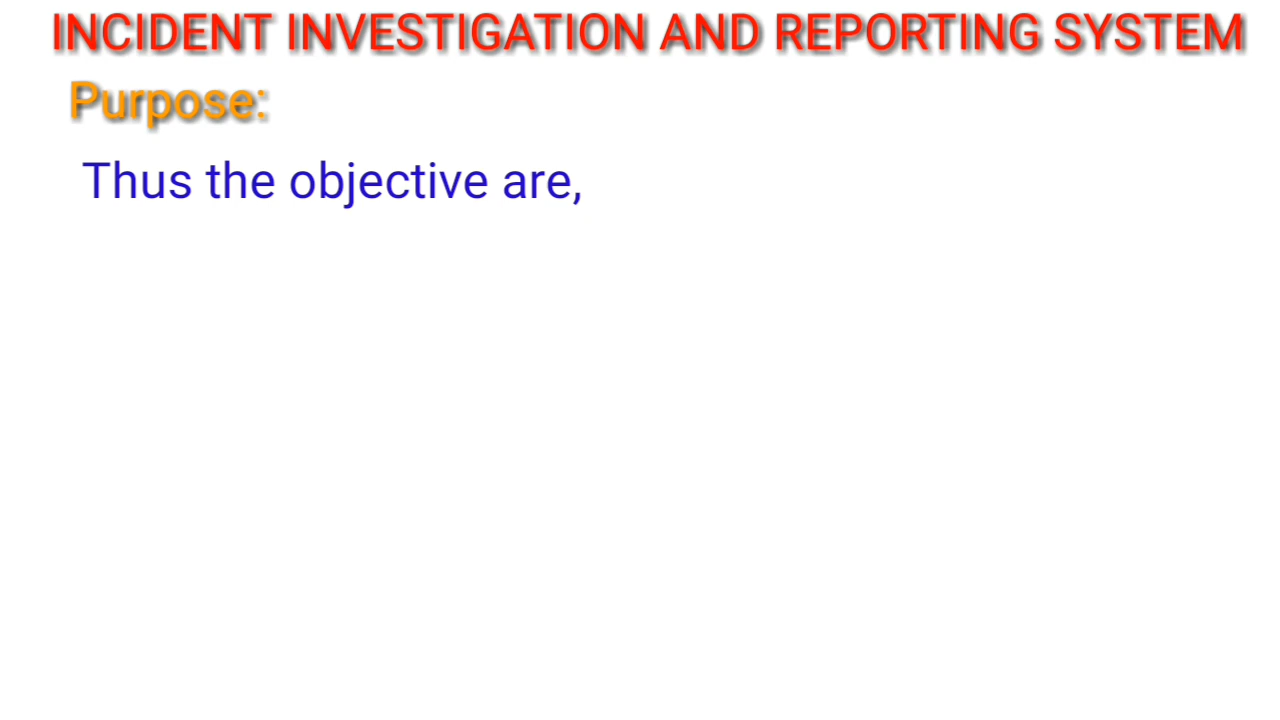 INCIDENT INVESTIGATION AND REPORTING SYSTEM
Purpose:
Thus the objective are,